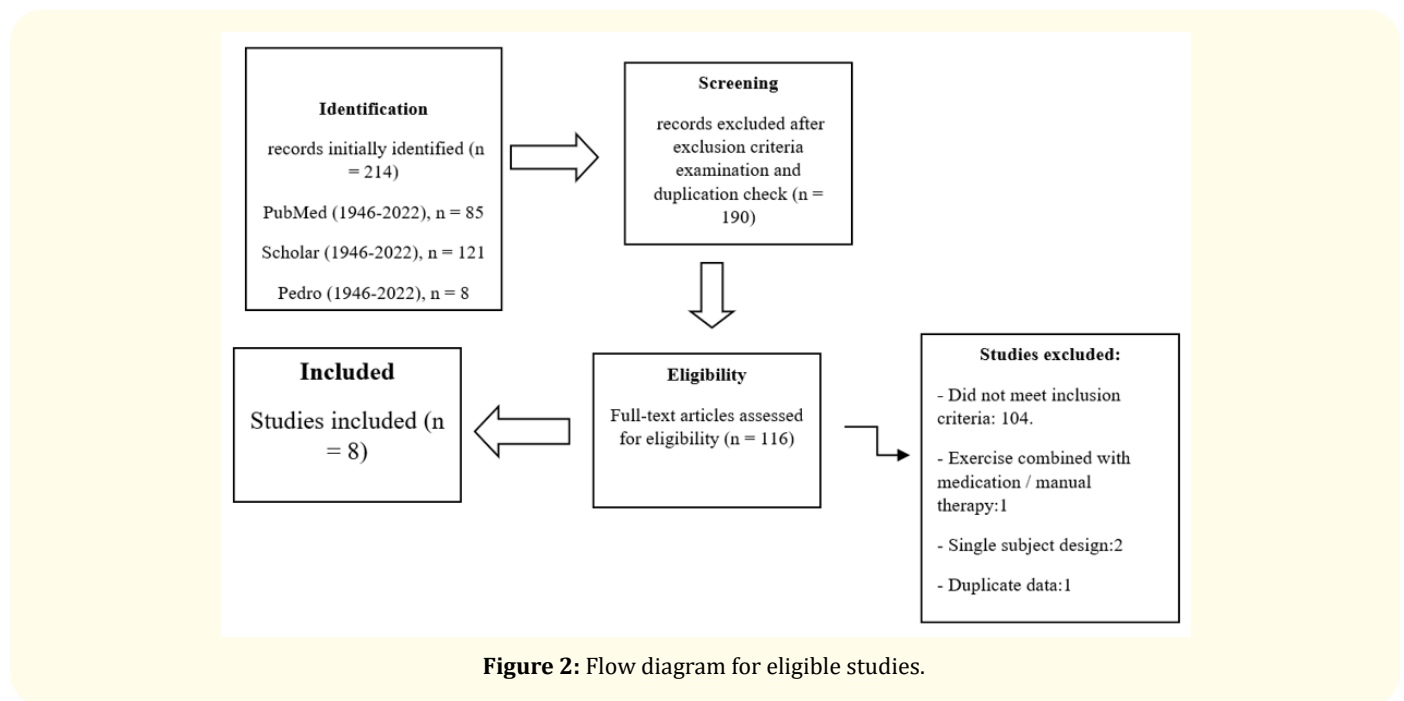 Identification
records initially identified (n
= 214)
PubMed (1946-2022), n = 85
Scholar (1946-2022), n = 121
Pedro (1946-2022), n = 8
Screening
records excluded after
exclusion criteria
examination and
duplication check (n =
190)
Eligibility
Full-text articles assessed
for eligibility (n = 116)
Studies excluded:
- Did not meet inclusion
criteria: 104.
- Exercise combined with
medication / manual
therapy:1
- Single subject design:2
- Duplicate data:1
Included
Studies included (n
= 8)
Figure 2: Flow diagram for eligible studies.